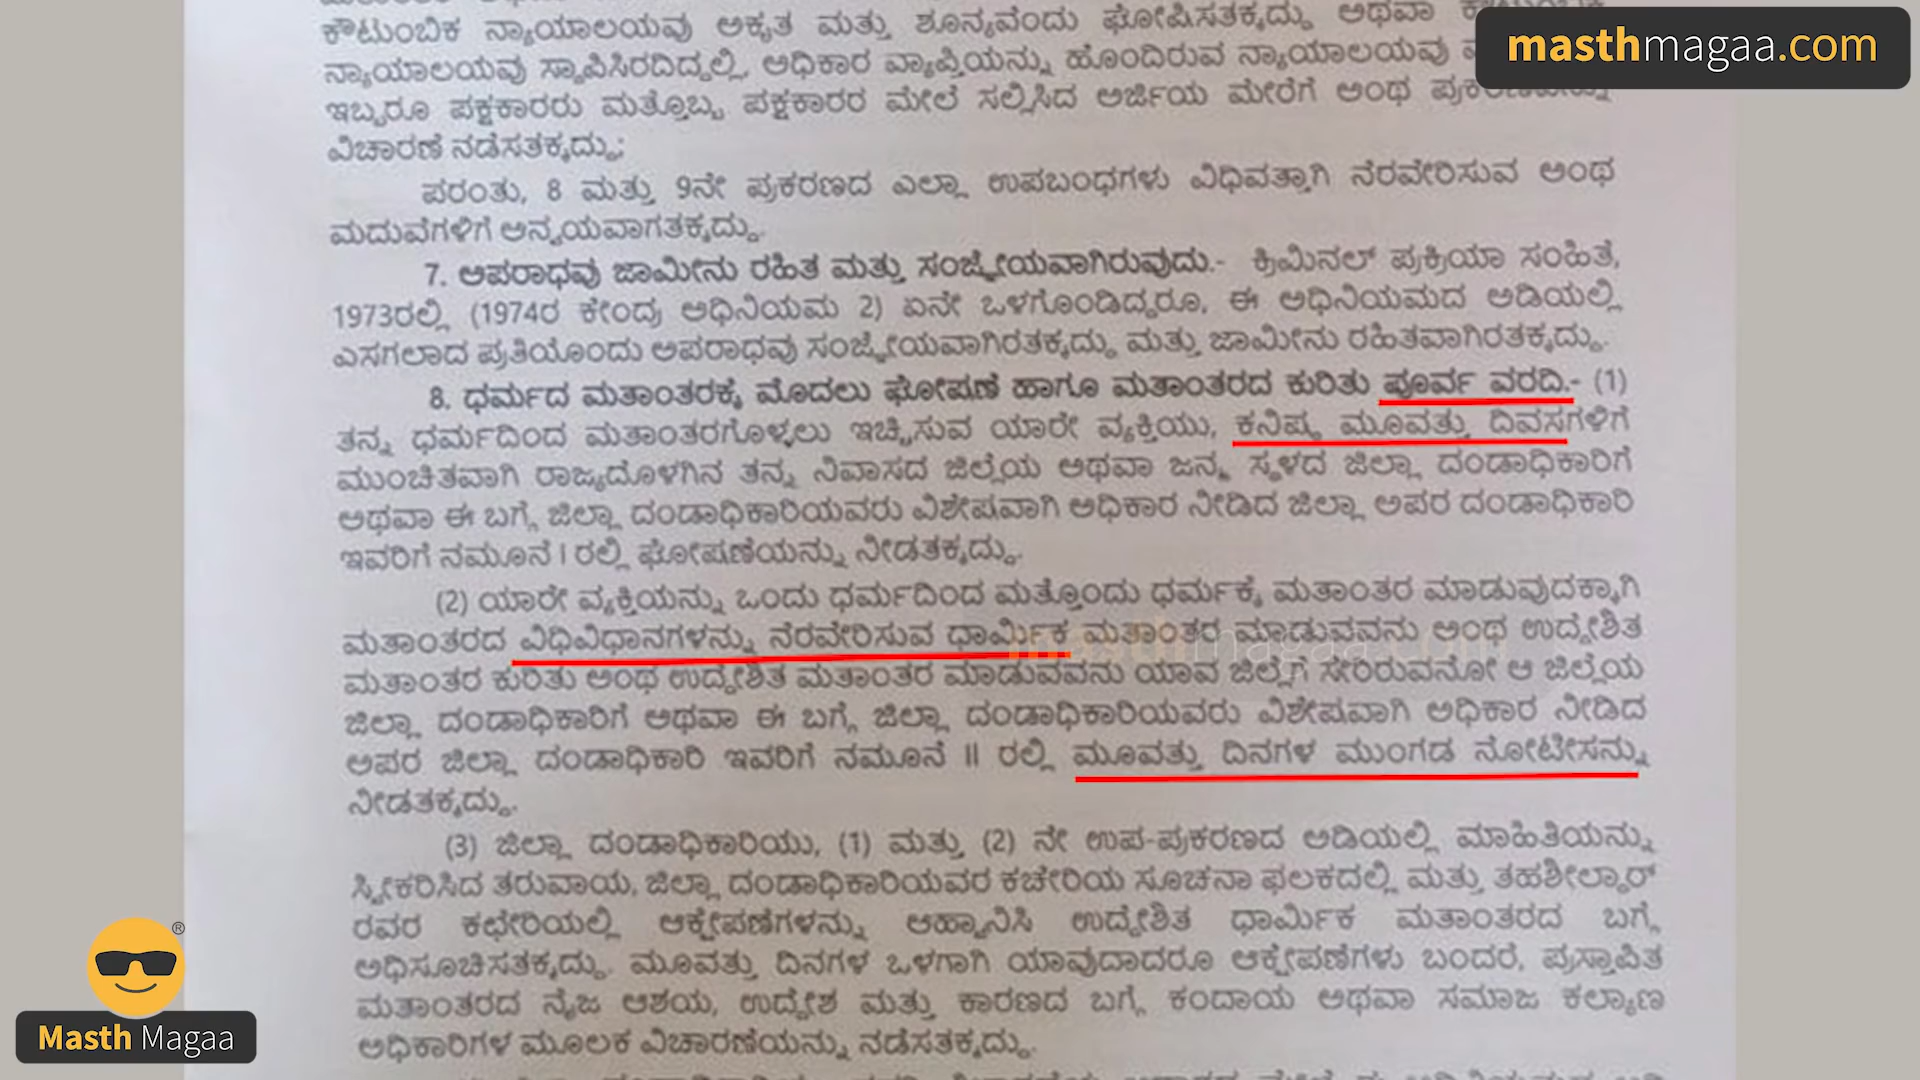 ಕೌಟುಂಬಿಕ ನ್ಯಾಯಾಲಯವು ಅಕೃತ ಮತ್ತು ಶೂನ್ಯವೆಂದು ಘೋಷಿಸತಕ್ಕದ್ದು ಅಥವಾ
masthmagaa.com
ನ್ಯಾಯಾಲಯವು ಸ್ಥಾಪಿಸಿರದಿದ್ದಲ್ಲಿ, ಅಧಿಕಾರ ವ್ಯಾಪ್ತಿಯನ್ನು ಹೊಂದಿರುವ ನ್ಯಾಯಾಲಯವು
ಇಬ್ಬರೂ ಪಕ್ಷಕಾರರು ಮತ್ತೊಬ್ಬ ಪಕ್ಷಕಾರರ ಮೇಲೆ ಸಲ್ಲಿಸಿದ ಅರ್ಜಿಯ ಮೇರೆಗೆ ಅಂಥ
ವಿಚಾರಣೆ ನಡೆಸತಕ್ಕದ್ದು:
ಪರಂತು, 8 ಮತ್ತು 9ನೇ ಪ್ರಕರಣದ ಎಲ್ಲಾ ಉಪಬಂಧಗಳು ವಿಧಿವತ್ತಾಗಿ ನೆರವೇರಿಸುವ ಅಂಥ
ಮದುವೆಗಳಿಗೆ ಅನ್ವಯವಾಗತಕ್ಕದ್ದು.
7. ಅಪರಾಧವು ಜಾಮೀನು ರಹಿತ ಮತ್ತು ಸಂಜ್ಞೇಯವಾಗಿರುವುದು.- ಕ್ರಿಮಿನಲ್ ಪ್ರಕ್ರಿಯಾ ಸಂಹಿತೆ,
1973ರಲ್ಲಿ (1974ರ ಕೇಂದ್ರ ಅಧಿನಿಯಮ 2) ಏನೇ ಒಳಗೊಂಡಿದ್ದರೂ, ಈ ಅಧಿನಿಯಮದ ಅಡಿಯಲ್ಲಿ
ಎಸಗಲಾದ ಪ್ರತಿಯೊಂದು ಅಪರಾಧವು ಸಂಜ್ಞೇಯವಾಗಿರತಕ್ಕದ್ದು ಮತ್ತು ಜಾಮೀನು ರಹಿತವಾಗಿರತಕ್ಕದ್ದು.
8. ಧರ್ಮದ ಮತಾಂತರಕ್ಕೆ ಮೊದಲು ಘೋಷಣೆ ಹಾಗೂ ಮತಾಂತರದ ಕುರಿತು ಪೂರ್ವ ವರದಿ.- (1)
ತನ್ನ ಧರ್ಮದಿಂದ ಮತಾಂತರಗೊಳ್ಳಲು ಇಚ್ಛಿಸುವ ಯಾರೇ ವ್ಯಕ್ತಿಯು, ಕನಿಷ್ಠ ಮೂವತ್ತು ದಿವಸಗಳಿಗೆ
ಮುಂಚಿತವಾಗಿ ರಾಜ್ಯದೊಳಗಿನ ತನ್ನ ನಿವಾಸದ ಜಿಲ್ಲೆಯ ಅಥವಾ ಜನ್ಮ ಸ್ಥಳದ ಜಿಲ್ಲಾ ದಂಡಾಧಿಕಾರಿಗೆ
ಅಥವಾ ಈ ಬಗ್ಗೆ ಜಿಲ್ಲಾ ದಂಡಾಧಿಕಾರಿಯವರು ವಿಶೇಷವಾಗಿ ಅಧಿಕಾರ ನೀಡಿದ ಜಿಲ್ಲಾ ಅಪರ ದಂಡಾಧಿಕಾರಿ
ಇವರಿಗೆ ನಮೂನೆ I ರಲ್ಲಿ ಘೋಷಣೆಯನ್ನು ನೀಡತಕ್ಕದ್ದು.
(2) ಯಾರೇ ವ್ಯಕ್ತಿಯನ್ನು ಒಂದು ಧರ್ಮದಿಂದ ಮತ್ತೊಂದು ಧರ್ಮಕ್ಕೆ ಮತಾಂತರ ಮಾಡುವುದಕ್ಕಾಗಿ
ಮತಾಂತರದ ವಿಧಿವಿಧಾನಗಳನ್ನು ನೆರವೇರಿಸುವ ಧಾರ್ಮಿಕ ಮತಾಂತರ ಮಾಡುವವನು ಅಂಥ ಉದ್ದೇಶಿತ
ಮತಾಂತರ ಕುರಿತು ಅಂಥ ಉದ್ದೇಶಿತ ಮತಾಂತರ ಮಾಡುವವನು ಯಾವ ಜಿಲ್ಲೆಗೆ ಸೇರಿರುವನೋ ಆ ಜಿಲ್ಲೆಯ
ಜಿಲ್ಲಾ ದಂಡಾಧಿಕಾರಿಗೆ ಅಥವಾ ಈ ಬಗ್ಗೆ ಜಿಲ್ಲಾ ದಂಡಾಧಿಕಾರಿಯವರು ವಿಶೇಷವಾಗಿ ಅಧಿಕಾರ ನೀಡಿದ
ಅಪರ ಜಿಲ್ಲಾ ದಂಡಾಧಿಕಾರಿ ಇವರಿಗೆ ನಮೂನೆ II ರಲ್ಲಿ ಮೂವತ್ತು ದಿನಗಳ ಮುಂಗಡ ನೋಟೀಸನ್ನು
ನೀಡತಕ್ಕದ್ದು.
(3) ಜಿಲ್ಲಾ ದಂಡಾಧಿಕಾರಿಯು, (1) ಮತ್ತು (2) ನೇ ಉಪ-ಪ್ರಕರಣದ ಅಡಿಯಲ್ಲಿ ಮಾಹಿತಿಯನ್ನು
ಸ್ವೀಕರಿಸಿದ ತರುವಾಯ, ಜಿಲ್ಲಾ ದಂಡಾಧಿಕಾರಿಯವರ ಕಚೇರಿಯ ಸೂಚನಾ ಫಲಕದಲ್ಲಿ ಮತ್ತು ತಹಶೀಲ್ದಾರ್
ರವರ ಕಛೇರಿಯಲ್ಲಿ ಆಕ್ಷೇಪಣೆಗಳನ್ನು ಆಹ್ವಾನಿಸಿ ಉದ್ದೇಶಿತ ಧಾರ್ಮಿಕ ಮತಾಂತರದ ಬಗ್ಗೆ
ಅಧಿಸೂಚಿಸತಕ್ಕದ್ದು. ಮೂವತ್ತು ದಿನಗಳ ಒಳಗಾಗಿ ಯಾವುದಾದರೂ ಆಕ್ಷೇಪಣೆಗಳು ಬಂದರೆ, ಪ್ರಸ್ತಾಪಿತ
ಮತಾಂತರದ ನೈಜ ಆಶಯ, ಉದ್ದೇಶ ಮತ್ತು ಕಾರಣದ ಬಗ್ಗೆ ಕಂದಾಯ ಅಥವಾ ಸಮಾಜ ಕಲ್ಯಾಣ
ಅಧಿಕಾರಿಗಳ ಮೂಲಕ ವಿಚಾರಣೆಯನ್ನು ನಡೆಸತಕ್ಕದ್ದು.
Masth Magaa